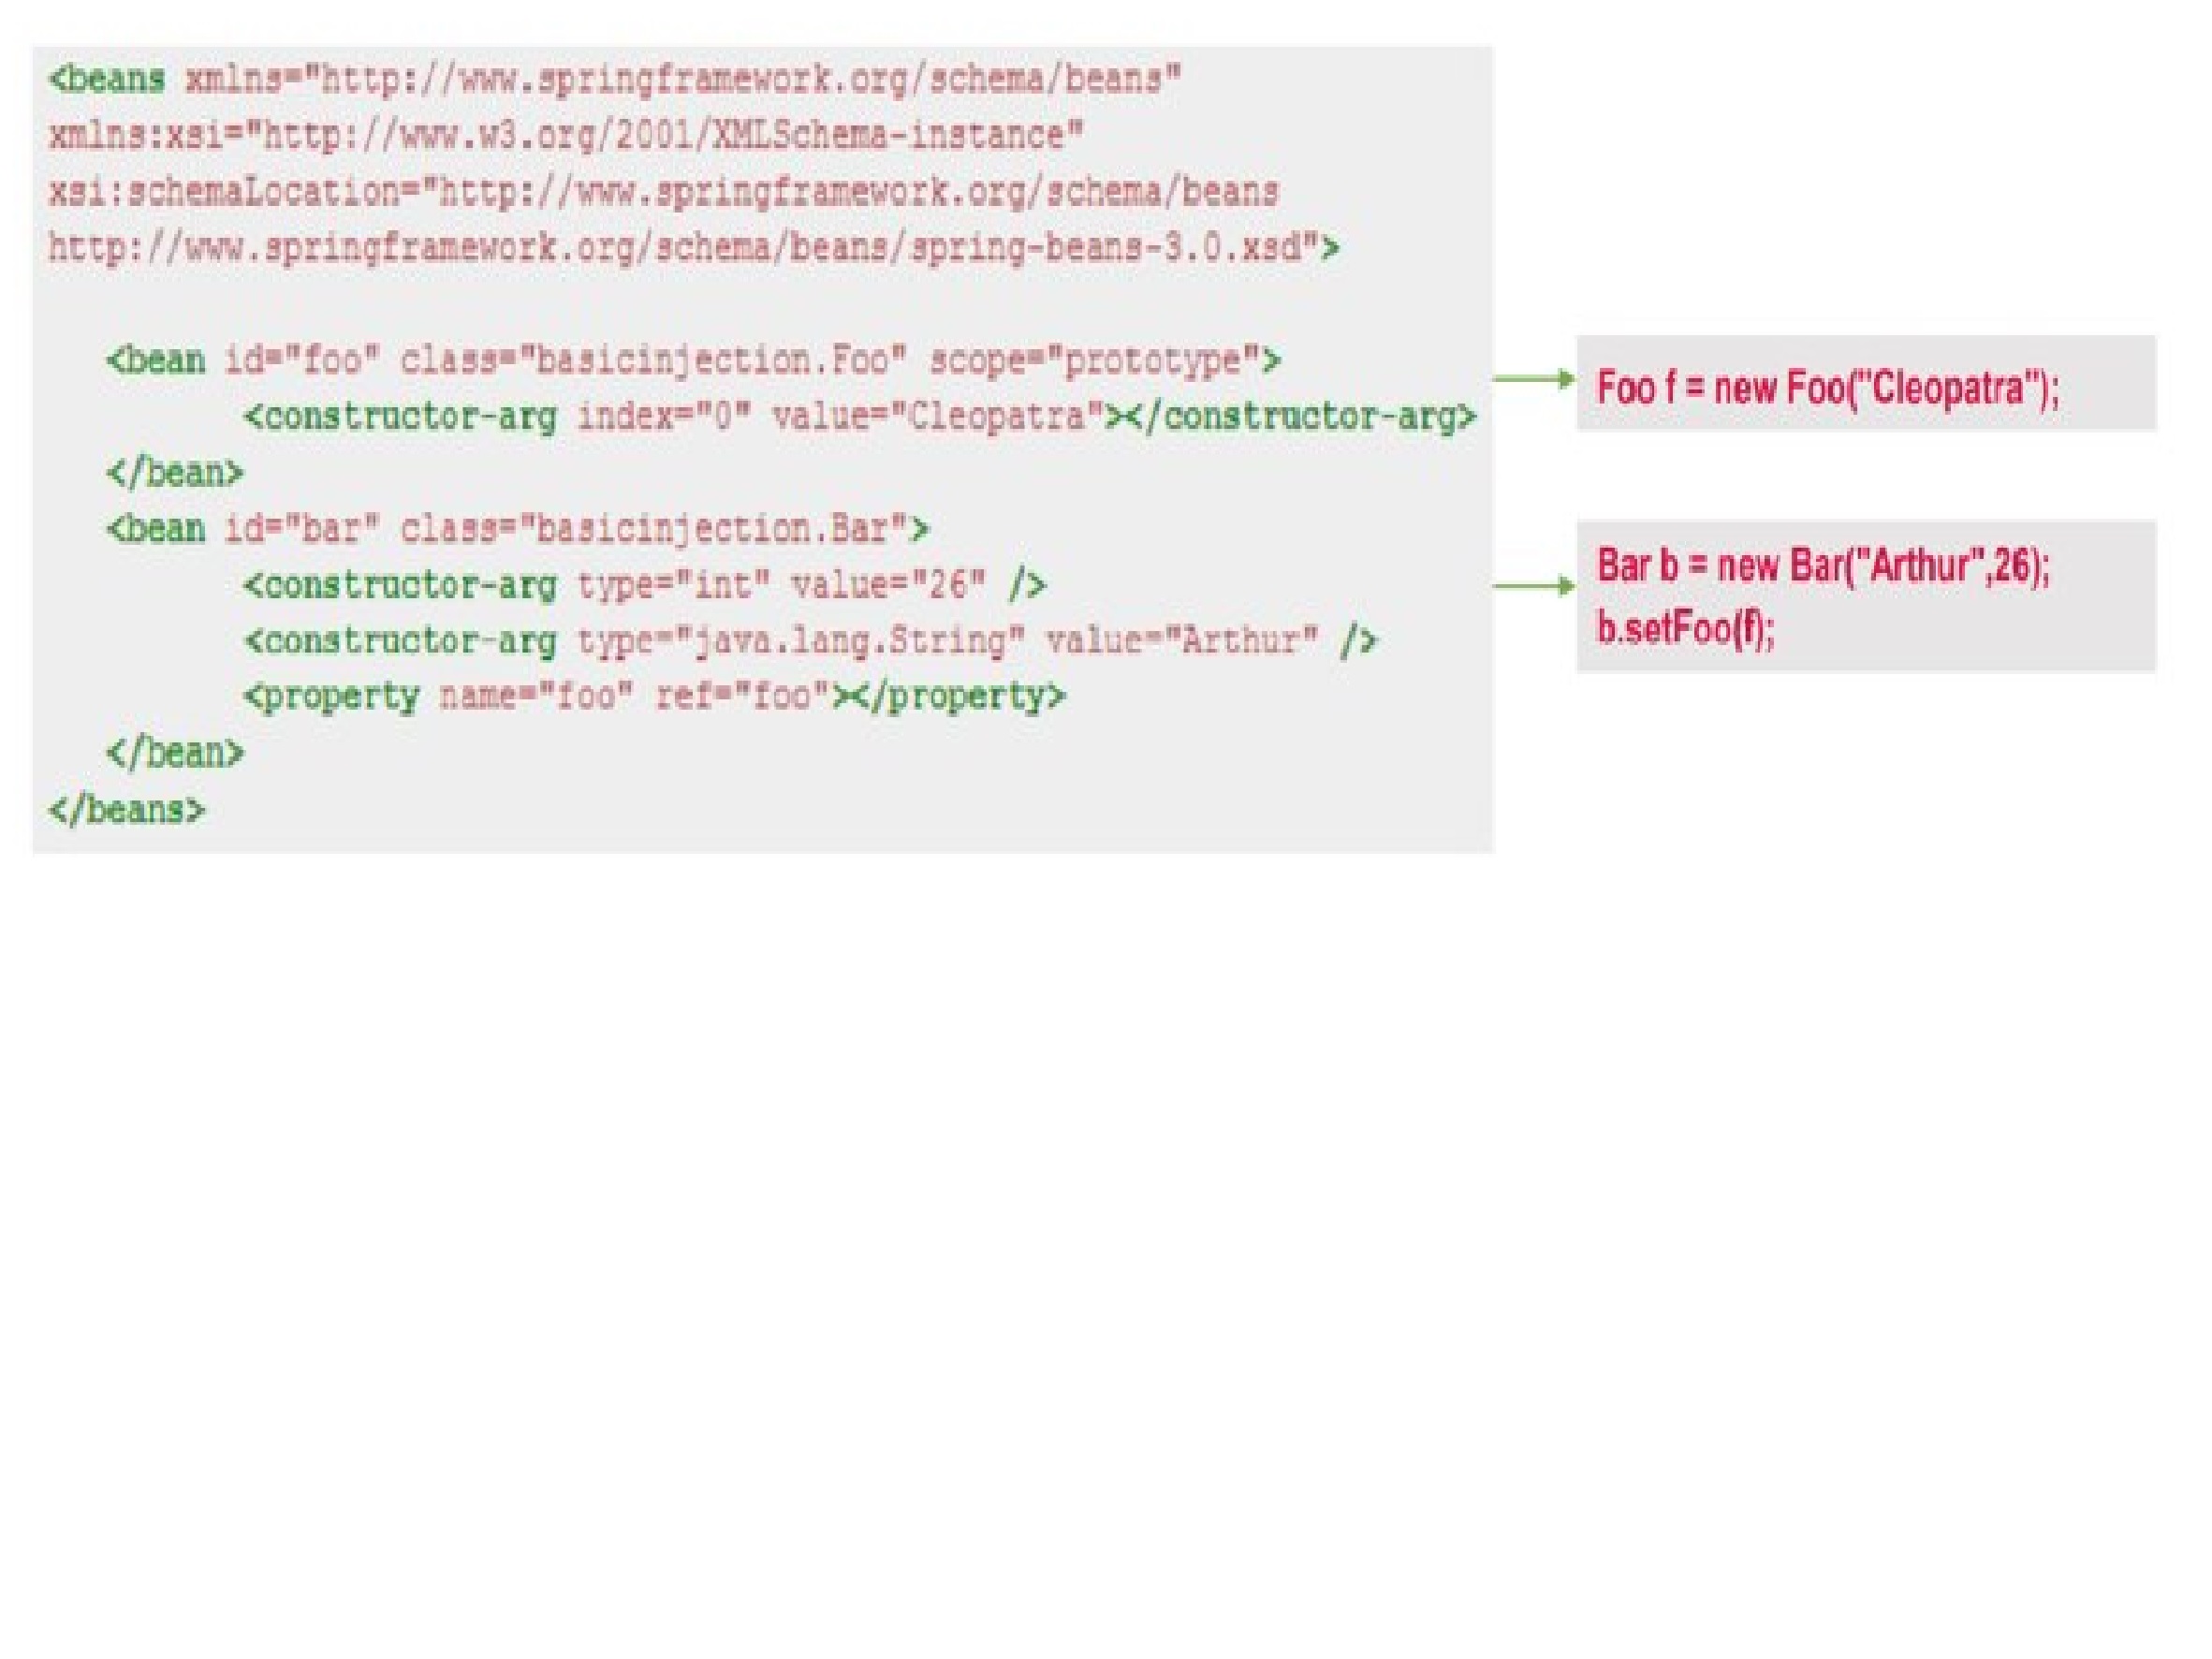 <beans xmlns="http://www.springframework.org/schema/beans"
xmlns:xsi="http://www.w3.org/2001/XMLSchema-instance"
xsi:schemaLocation="http://www.springframework.org/schema/beans
http://www.springframework.org/schema/beans/spring-beans-3.0.xsd">
<bean id="foo" class="basicinjection.Foo" scope="prototype">
<constructor-arg index="0" value="Cleopatra"></constructor-arg>
</bean>
<bean id="bar" class="basicinjection.Bar">
<constructor-arg type="int" value="26" />
<constructor-arg type="java.lang.String" value="Arthur" />
<property name="foo" ref="foo"></property>
</bean>
</beans>
Foo f = new Foo("Cleopatra");
Bar b = new Bar("Arthur",26);
b.setFoo(f);